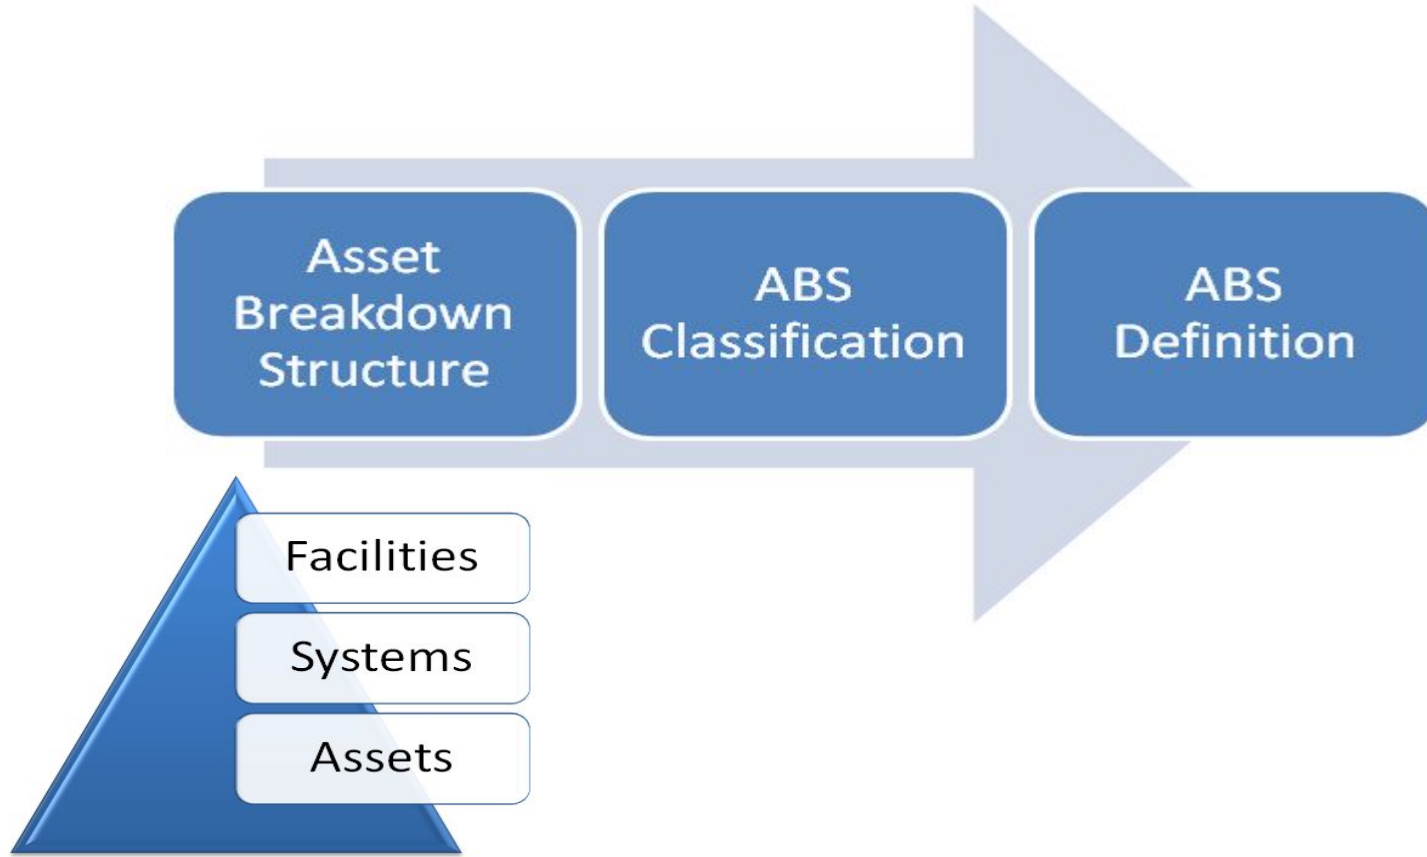 Asset
Breakdown
Structure
ABS
Classification
ABS
Definition
Facilities
Systems
Assets